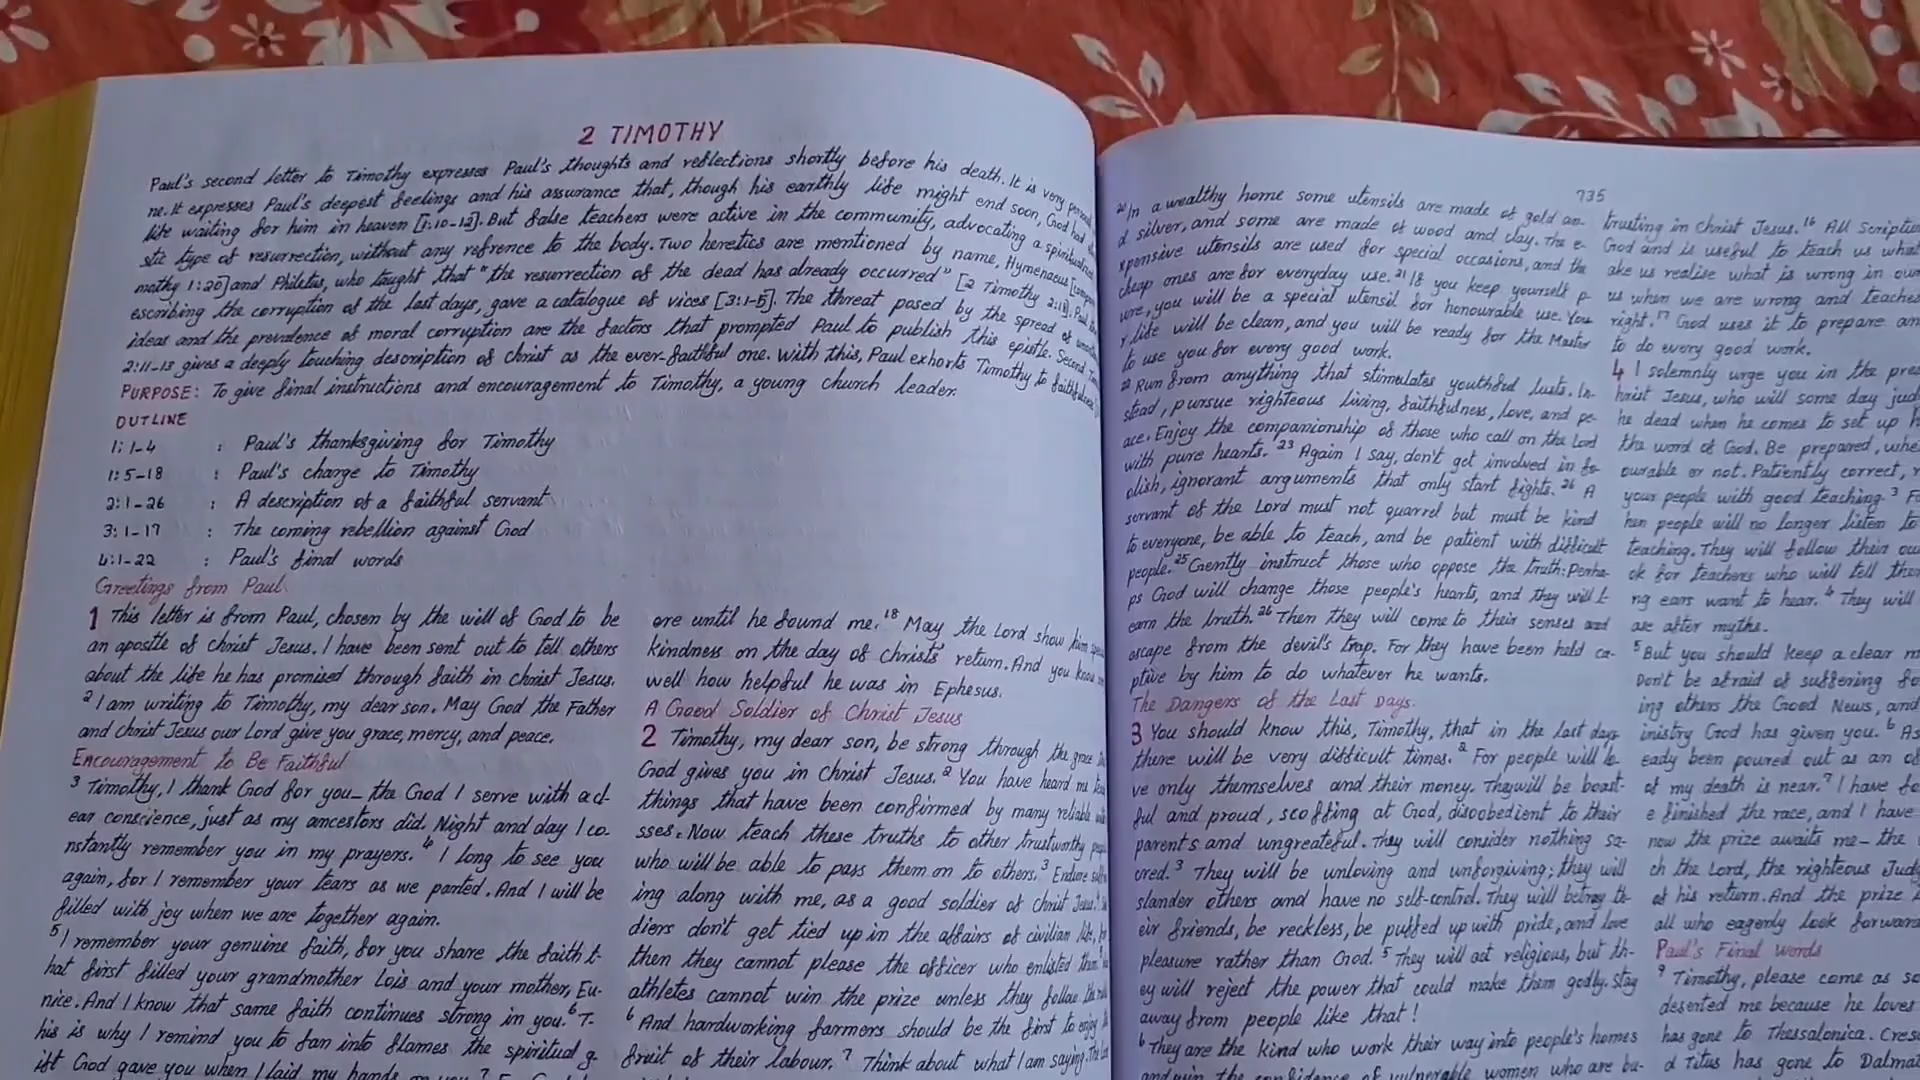 2 TIMOTHY
Paul's second letter to Timothy expresses Paul's thoughts and reflections shortly before his death. It is very
ne. It expresses Paul's deepest feelings and his assurance that, though his earthly life might end soon, God had
life waiting for him in heaven [1:10-12]. But false teachers were active in the community, advocating a
stic type of resurrection, without any refrence to the body. Two heretics are mentioned by name, Hymenaeus
mothy 1:20] and Philetus, who taught that "the resurrection of the dead has already occurred" [2 Timothy 2:18].
escribing the corruption of the last days, gave a catalogue of vices [3:1-5]. The threat posed by the spread of
ideas and the prevalence of moral corruption are the factors that prompted Paul to publish this epistle. Second
2:11-13 gives a deeply touching description of christ as the ever-faithful one. With this, Paul exhorts Timothy to faithfulness
PURPOSE: To give final instructions and encouragement to Timothy, a young church leader.
OUTLINE
1:1-4 : Paul's thanksgiving for Timothy
1:5-18 : Paul's charge to Timothy
2:1-26 : A description of a faithful servant
3:1-17 : The coming rebellion against God
4:1-22 : Paul's final words
Greetings from Paul
1 This letter is from Paul, chosen by the will of God to be
an apostle of christ Jesus. I have been sent out to tell others
about the life he has promised through faith in christ Jesus.
2 I am writing to Timothy, my dear son. May God the Father
and christ Jesus our Lord give you grace, mercy, and peace.
Encouragement to Be Faithful
3 Timothy, I thank God for you- the God I serve with a cl-
ear conscience, just as my ancestors did. Night and day I co-
nstantly remember you in my prayers. 4 I long to see you
again, for I remember your tears as we parted. And I will be
filled with joy when we are together again.
5 I remember your genuine faith, for you share the faith t-
hat first filled your grandmother Lois and your mother, Eu-
nice. And I know that same faith continues strong in you. 6 T-
his is why I remind you to fan into flames the spiritual g-
ift God gave you when I laid my hands on you.
ore until he found me. 18 May the Lord show him
kindness on the day of christs' return. And you know
well how helpful he was in Ephesus.
A Good Soldier of Christ Jesus
2 Timothy, my dear son, be strong through the grace
God gives you in Christ Jesus. 2 You have heard me
things that have been confirmed by many reliable
sses. Now teach these truths to other trustworthy
who will be able to pass them on to others. 3 Endure
ing along with me, as a good soldier of christ Jesus.
diers don't get tied up in the affairs of civilian life,
then they cannot please the officer who enlisted them.
athletes cannot win the prize unless they follow the
6 And hardworking farmers should be the first to enjoy
fruit of their labour. 7 Think about what I am saying.
735
20 In a wealthy home some utensils are made of gold an-
d silver, and some are made of wood and clay. The e-
xpensive utensils are used for special occasions, and the
cheap ones are for everyday use. 21 If you keep yourself p-
ure, you will be a special utensil for honourable use. You
r life will be clean, and you will be ready for the Master
to use you for every good work.
22 Run from anything that stimulates youthful lusts. In-
stead, pursue righteous living, faithfulness, love, and pe-
ace. Enjoy the companionship of those who call on the Lord
with pure hearts. 23 Again I say, don't get involved in fo-
olish, ignorant arguments that only start fights. 24 A
servant of the Lord must not quarrel but must be kind
to everyone, be able to teach, and be patient with difficult
people. 25 Gently instruct those who oppose the truth: Perha-
ps God will change those people's hearts, and they will l-
earn the truth. 26 Then they will come to their senses and
escape from the devil's trap. For they have been held ca-
ptive by him to do whatever he wants.
The Dangers of the Last Days.
3 You should know this, Timothy, that in the last days
there will be very difficult times. 2 For people will lo-
ve only themselves and their money. They will be boast-
ful and proud, scoffing at God, disobedient to their
parents and ungrateful. They will consider nothing sa-
cred. 3 They will be unloving and unforgiving; they will
slander others and have no self-control. They will betray th-
eir friends, be reckless, be puffed up with pride, and love
pleasure rather than God. 5 They will act religious, but th-
ey will reject the power that could make them godly. Stay
away from people like that!
6 They are the kind who work their way into people's homes
and win the confidence of vulnerable women who are bu-
trusting in christ Jesus. 16 All Scriptu
God and is useful to teach us what
ake us realise what is wrong in our
us when we are wrong and teaches
right. 17 God uses it to prepare an
to do every good work.
4 I solemnly urge you in the pres
hrist Jesus, who will some day jud
he dead when he comes to set up h
the word of God. Be prepared, whe
ourable or not. Patiently correct, r
your people with good teaching. 3 Fo
hen people will no longer listen to
teaching. They will follow their ow
ok for teachers who will tell them
ng ears want to hear. 4 They will
ase after myths.
5 But you should keep a clear m
Don't be afraid of suffering fo
ing others the Good News, and
inistry God has given you. 6 As
eady been poured out as an of
of my death is near. 7 I have fo
e finished the race, and I have
now the prize awaits me- the
ch the Lord, the righteous Judg
of his return. And the prize i
all who eagerly look forward
Paul's Final words
9 Timothy, please come as so
deserted me because he loves
has gone to Thessalonica. Cresc
d Titus has gone to Dalmat